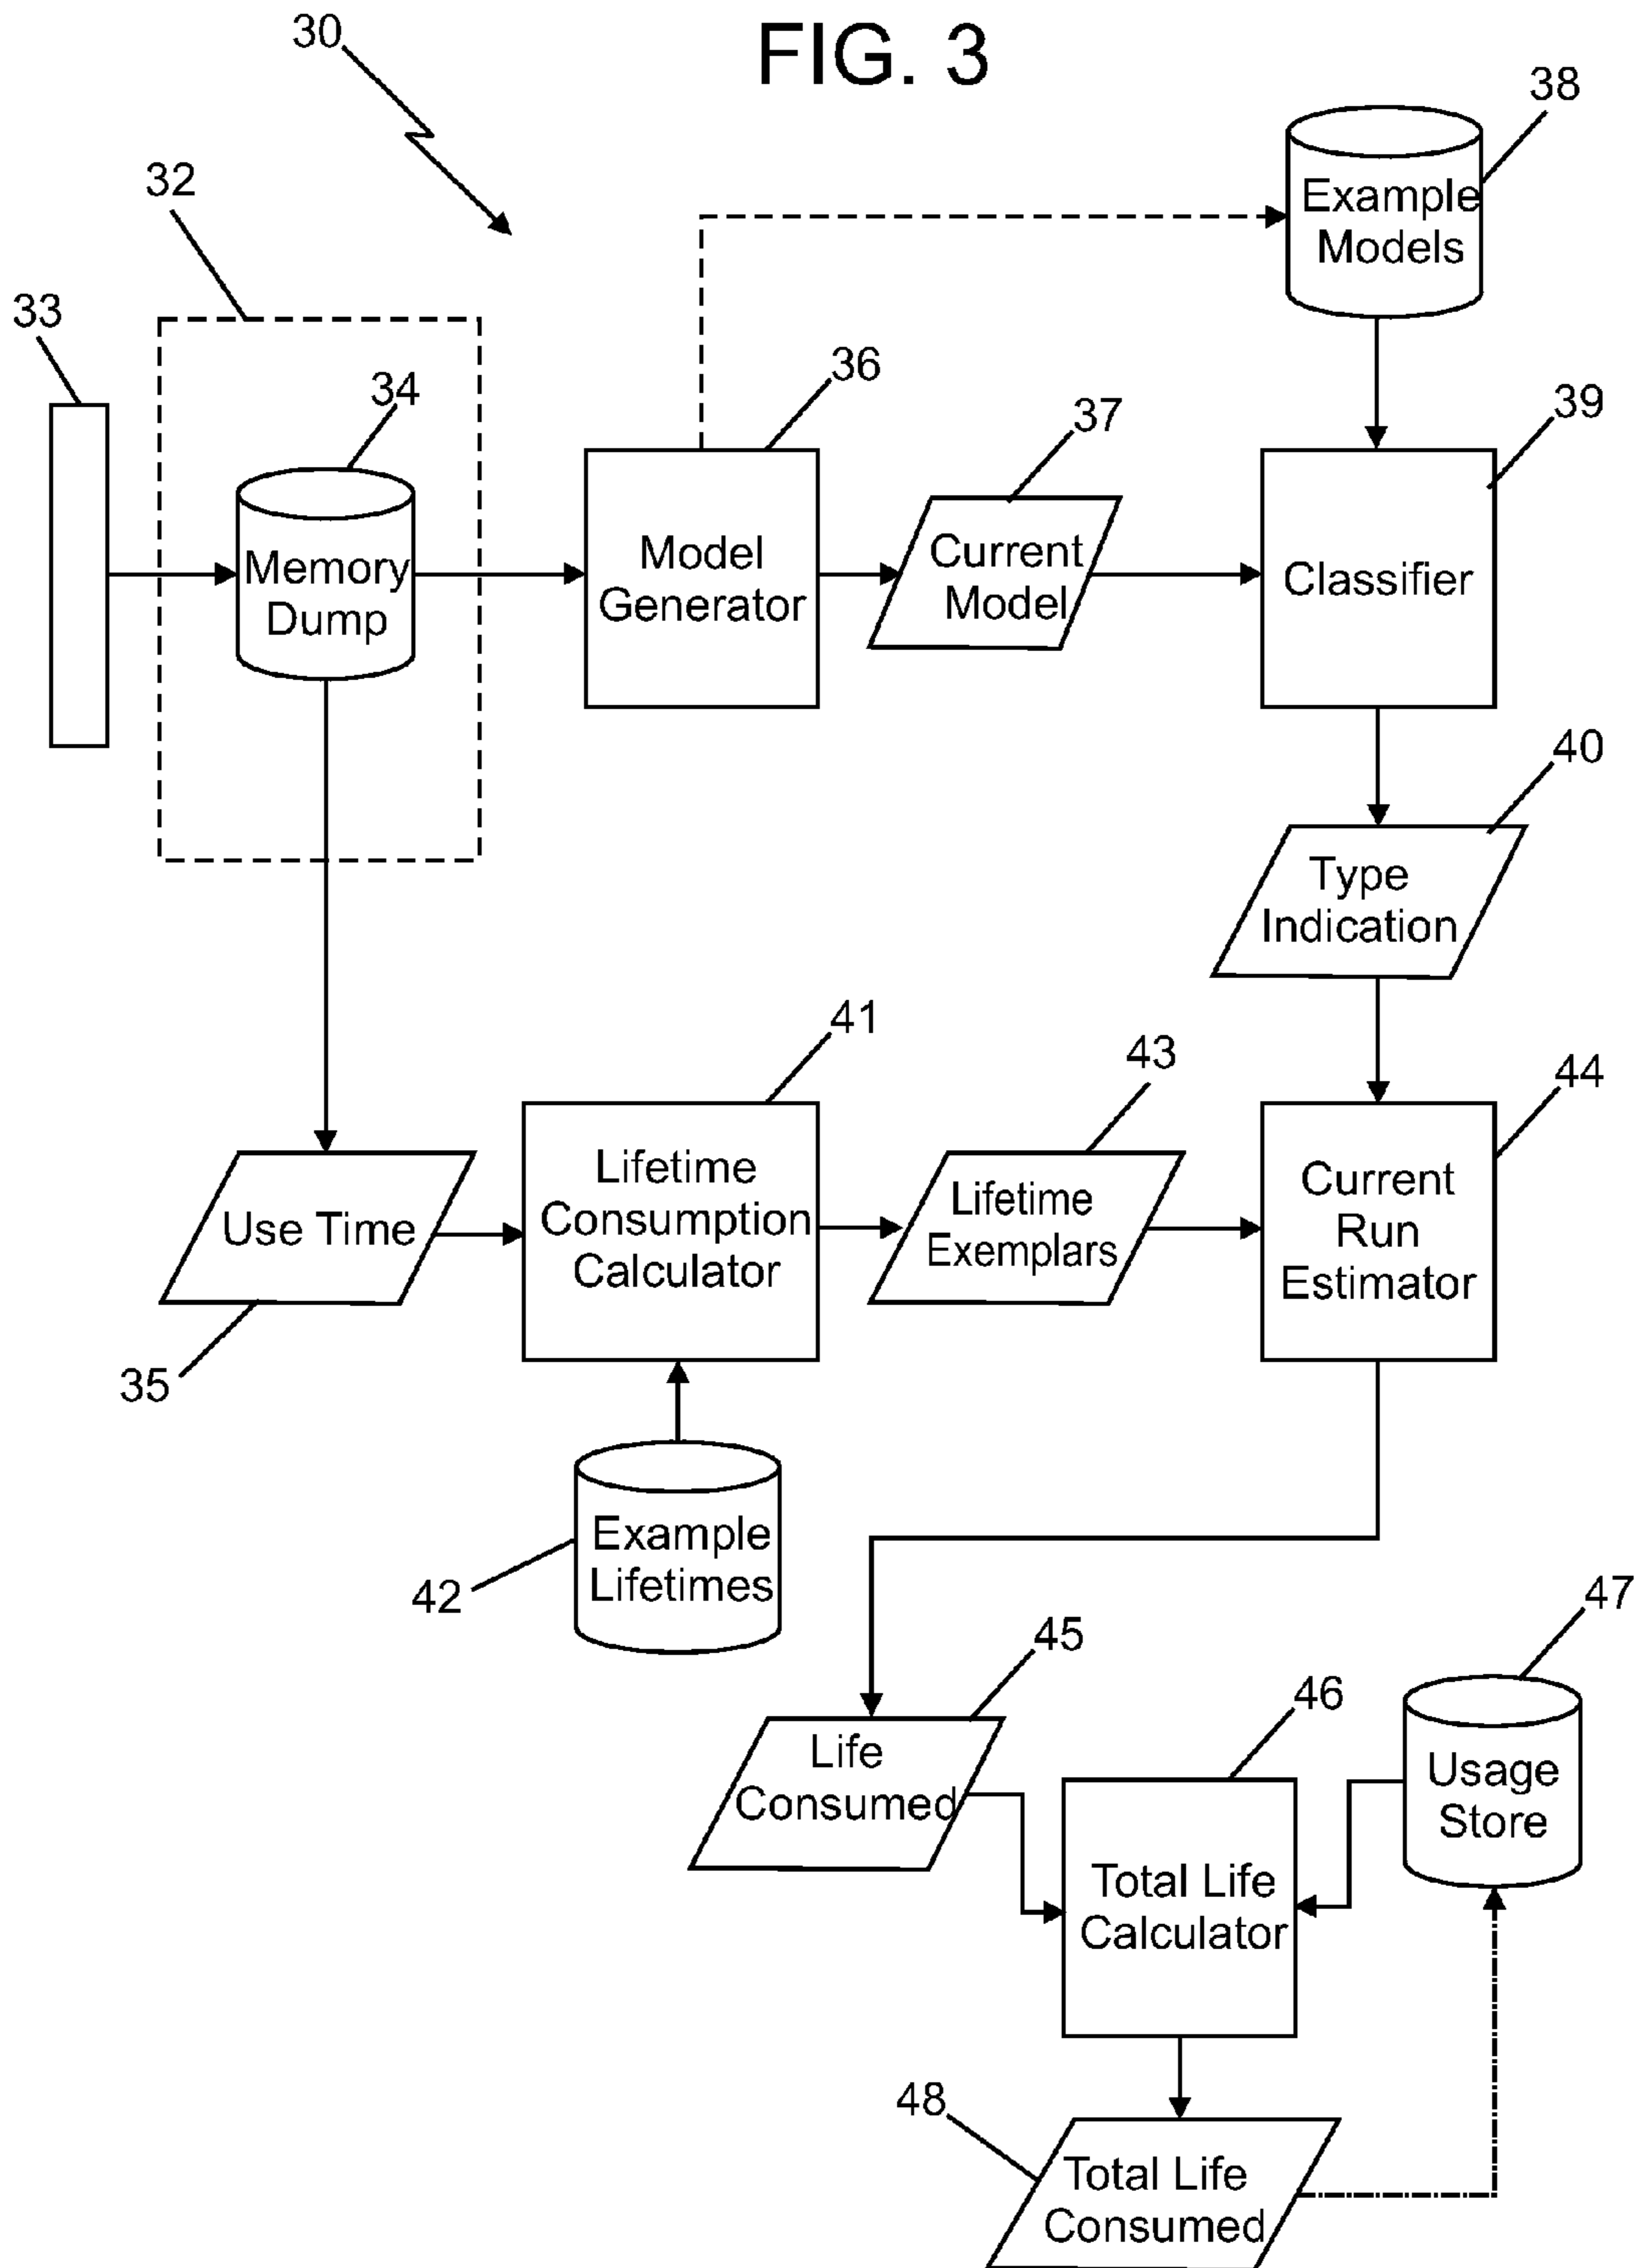 FIG. 3
30
38
Example
Models
32
33
34
Memory
Dump
36
Model
Generator
37
Current
Model
39
Classifier
40
Type
Indication
41
Lifetime
Consumption
Calculator
43
Lifetime
Exemplars
44
Current
Run
Estimator
Use Time
35
Example
Lifetimes
42
45
Life
Consumed
46
Total Life
Calculator
47
Usage
Store
48
Total Life
Consumed